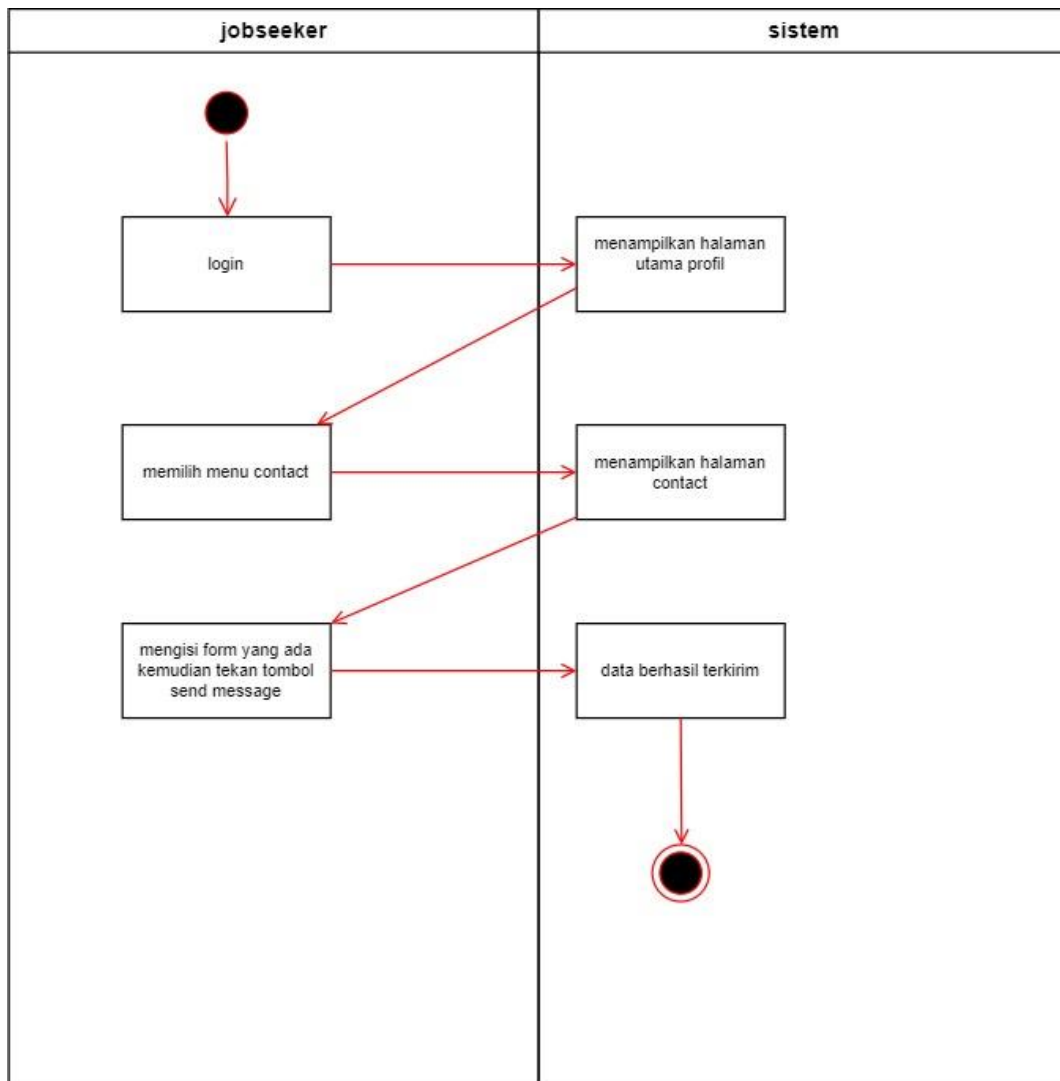 jobseeker
sistem
login
menampilkan halaman
utama profil
memilih menu contact
menampilkan halaman
contact
mengisi form yang ada
kemudian tekan tombol
send message
data berhasil terkirim